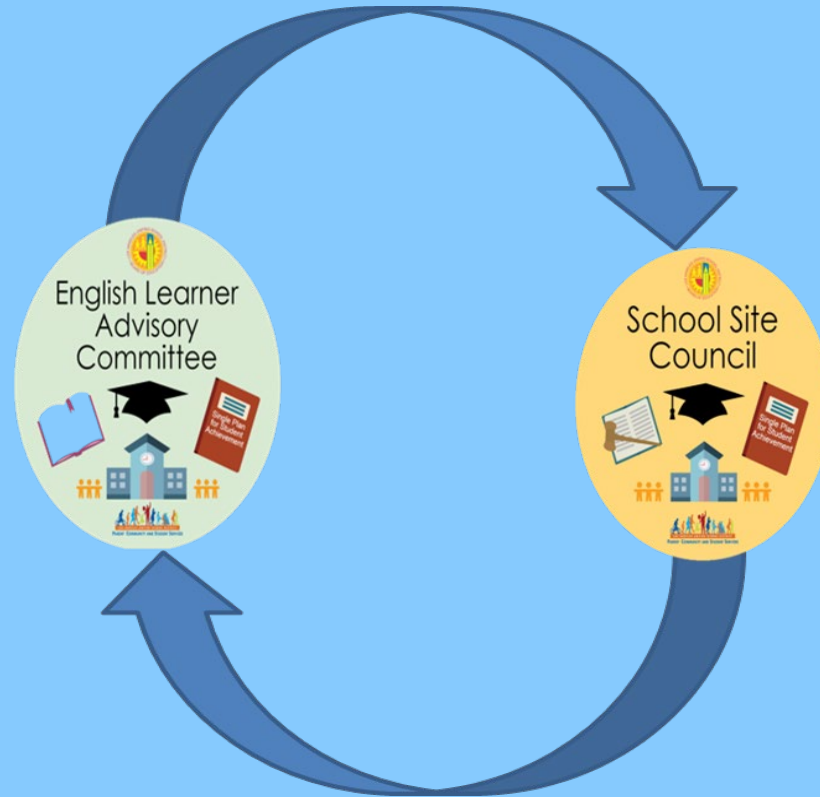 English Learner
Advisory
Committee
Single Plan
for Student
Achievement
School Site
Council
Single Plan
for Student
Achievement